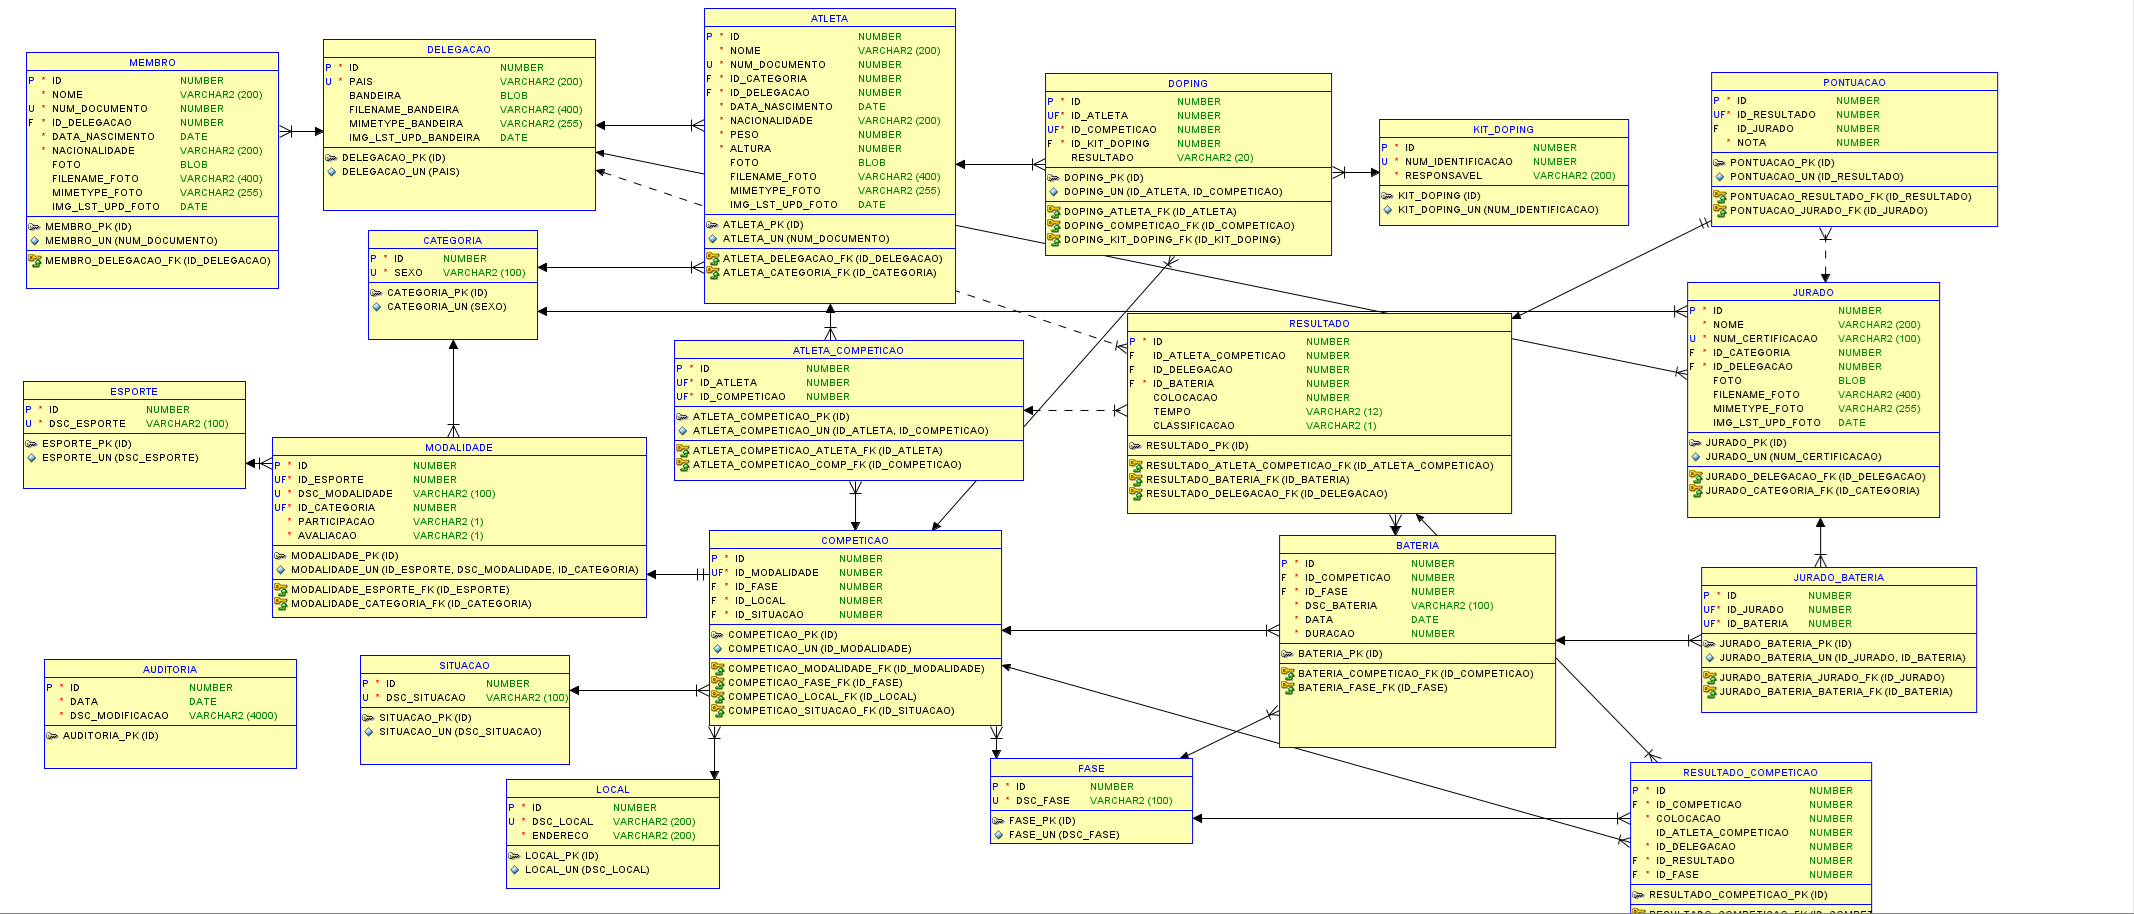 MEMBRO
P * ID NUMBER
* NOME VARCHAR2 (200)
U * NUM_DOCUMENTO NUMBER
F * ID_DELEGACAO NUMBER
* DATA_NASCIMENTO DATE
* NACIONALIDADE VARCHAR2 (200)
FOTO BLOB
FILENAME_FOTO VARCHAR2 (400)
MIMETYPE_FOTO VARCHAR2 (255)
IMG_LST_UPD_FOTO DATE
MEMBRO_PK (ID)
MEMBRO_UN (NUM_DOCUMENTO)
MEMBRO_DELEGACAO_FK (ID_DELEGACAO)
DELEGACAO
P * ID NUMBER
U * PAIS VARCHAR2 (200)
BANDEIRA BLOB
FILENAME_BANDEIRA VARCHAR2 (400)
MIMETYPE_BANDEIRA VARCHAR2 (255)
IMG_LST_UPD_BANDEIRA DATE
DELEGACAO_PK (ID)
DELEGACAO_UN (PAIS)
ATLETA
P * ID NUMBER
* NOME VARCHAR2 (200)
U * NUM_DOCUMENTO NUMBER
F * ID_CATEGORIA NUMBER
F * ID_DELEGACAO NUMBER
* DATA_NASCIMENTO DATE
* NACIONALIDADE VARCHAR2 (200)
* PESO NUMBER
* ALTURA NUMBER
FOTO BLOB
FILENAME_FOTO VARCHAR2 (400)
MIMETYPE_FOTO VARCHAR2 (255)
IMG_LST_UPD_FOTO DATE
ATLETA_PK (ID)
ATLETA_UN (NUM_DOCUMENTO)
ATLETA_DELEGACAO_FK (ID_DELEGACAO)
ATLETA_CATEGORIA_FK (ID_CATEGORIA)
DOPING
P * ID NUMBER
UF* ID_ATLETA NUMBER
UF* ID_COMPETICAO NUMBER
F * ID_KIT_DOPING NUMBER
RESULTADO VARCHAR2 (20)
DOPING_PK (ID)
DOPING_UN (ID_ATLETA, ID_COMPETICAO)
DOPING_ATLETA_FK (ID_ATLETA)
DOPING_COMPETICAO_FK (ID_COMPETICAO)
DOPING_KIT_DOPING_FK (ID_KIT_DOPING)
KIT_DOPING
P * ID NUMBER
U * NUM_IDENTIFICACAO NUMBER
* RESPONSAVEL VARCHAR2 (200)
KIT_DOPING (ID)
KIT_DOPING_UN (NUM_IDENTIFICACAO)
PONTUACAO
P * ID NUMBER
UF* ID_RESULTADO NUMBER
F ID_JURADO NUMBER
* NOTA NUMBER
PONTUACAO_PK (ID)
PONTUACAO_UN (ID_RESULTADO)
PONTUACAO_RESULTADO_FK (ID_RESULTADO)
PONTUACAO_JURADO_FK (ID_JURADO)
CATEGORIA
P * ID NUMBER
U * SEXO VARCHAR2 (100)
CATEGORIA_PK (ID)
CATEGORIA_UN (SEXO)
JURADO
P * ID NUMBER
* NOME VARCHAR2 (200)
U * NUM_CERTIFICACAO VARCHAR2 (100)
F * ID_CATEGORIA NUMBER
F * ID_DELEGACAO NUMBER
FOTO BLOB
FILENAME_FOTO VARCHAR2 (400)
MIMETYPE_FOTO VARCHAR2 (255)
IMG_LST_UPD_FOTO DATE
JURADO_PK (ID)
JURADO_UN (NUM_CERTIFICACAO)
JURADO_DELEGACAO_FK (ID_DELEGACAO)
JURADO_CATEGORIA_FK (ID_CATEGORIA)
RESULTADO
P * ID NUMBER
F ID_ATLETA_COMPETICAO NUMBER
F ID_DELEGACAO NUMBER
F * ID_BATERIA NUMBER
COLOCACAO NUMBER
TEMPO VARCHAR2 (12)
CLASSIFICACAO VARCHAR2 (1)
RESULTADO_PK (ID)
RESULTADO_ATLETA_COMPETICAO_FK (ID_ATLETA_COMPETICAO)
RESULTADO_BATERIA_FK (ID_BATERIA)
RESULTADO_DELEGACAO_FK (ID_DELEGACAO)
ATLETA_COMPETICAO
P * ID NUMBER
UF* ID_ATLETA NUMBER
UF* ID_COMPETICAO NUMBER
ATLETA_COMPETICAO_PK (ID)
ATLETA_COMPETICAO_UN (ID_ATLETA, ID_COMPETICAO)
ATLETA_COMPETICAO_ATLETA_FK (ID_ATLETA)
ATLETA_COMPETICAO_COMP_FK (ID_COMPETICAO)
ESPORTE
P * ID NUMBER
U * DSC_ESPORTE VARCHAR2 (100)
ESPORTE_PK (ID)
ESPORTE_UN (DSC_ESPORTE)
MODALIDADE
P * ID NUMBER
UF* ID_ESPORTE NUMBER
U * DSC_MODALIDADE VARCHAR2 (100)
UF* ID_CATEGORIA NUMBER
* PARTICIPACAO VARCHAR2 (1)
* AVALIACAO VARCHAR2 (1)
MODALIDADE_PK (ID)
MODALIDADE_UN (ID_ESPORTE, DSC_MODALIDADE, ID_CATEGORIA)
MODALIDADE_ESPORTE_FK (ID_ESPORTE)
MODALIDADE_CATEGORIA_FK (ID_CATEGORIA)
COMPETICAO
P * ID NUMBER
UF* ID_MODALIDADE NUMBER
F * ID_FASE NUMBER
F * ID_LOCAL NUMBER
F * ID_SITUACAO NUMBER
COMPETICAO_PK (ID)
COMPETICAO_UN (ID_MODALIDADE)
COMPETICAO_MODALIDADE_FK (ID_MODALIDADE)
COMPETICAO_FASE_FK (ID_FASE)
COMPETICAO_LOCAL_FK (ID_LOCAL)
COMPETICAO_SITUACAO_FK (ID_SITUACAO)
BATERIA
P * ID NUMBER
F * ID_COMPETICAO NUMBER
F * ID_FASE NUMBER
* DSC_BATERIA VARCHAR2 (100)
* DATA DATE
* DURACAO NUMBER
BATERIA_PK (ID)
BATERIA_COMPETICAO_FK (ID_COMPETICAO)
BATERIA_FASE_FK (ID_FASE)
JURADO_BATERIA
P * ID NUMBER
UF* ID_JURADO NUMBER
UF* ID_BATERIA NUMBER
JURADO_BATERIA_PK (ID)
JURADO_BATERIA_UN (ID_JURADO, ID_BATERIA)
JURADO_BATERIA_JURADO_FK (ID_JURADO)
JURADO_BATERIA_BATERIA_FK (ID_BATERIA)
AUDITORIA
P * ID NUMBER
* DATA DATE
* DSC_MODIFICACAO VARCHAR2 (4000)
AUDITORIA_PK (ID)
SITUACAO
P * ID NUMBER
U * DSC_SITUACAO VARCHAR2 (100)
SITUACAO_PK (ID)
SITUACAO_UN (DSC_SITUACAO)
LOCAL
P * ID NUMBER
U * DSC_LOCAL VARCHAR2 (200)
* ENDERECO VARCHAR2 (200)
LOCAL_PK (ID)
LOCAL_UN (DSC_LOCAL)
FASE
P * ID NUMBER
U * DSC_FASE VARCHAR2 (100)
FASE_PK (ID)
FASE_UN (DSC_FASE)
RESULTADO_COMPETICAO
P * ID NUMBER
F * ID_COMPETICAO NUMBER
* COLOCACAO NUMBER
ID_ATLETA_COMPETICAO NUMBER
* ID_DELEGACAO NUMBER
F * ID_RESULTADO NUMBER
F * ID_FASE NUMBER
RESULTADO_COMPETICAO_PK (ID)